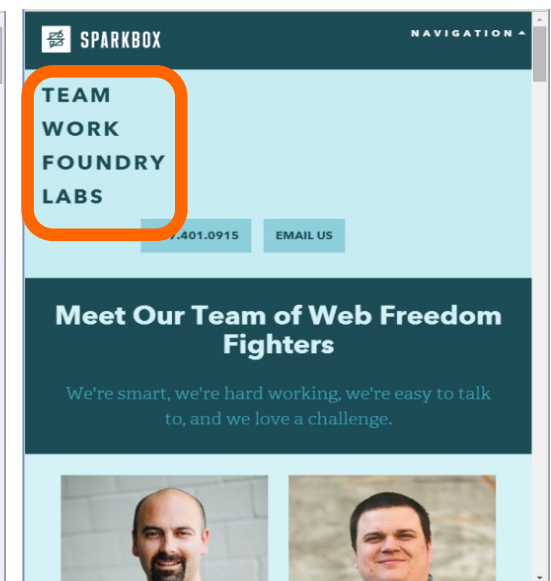 SPARKBOX
NAVIGATION
TEAM
WORK
FOUNDRY
LABS
.401.0915
EMAIL US
Meet Our Team of Web Freedom
Fighters
We're smart, we're hard working, we're easy to talk
to, and we love a challenge.